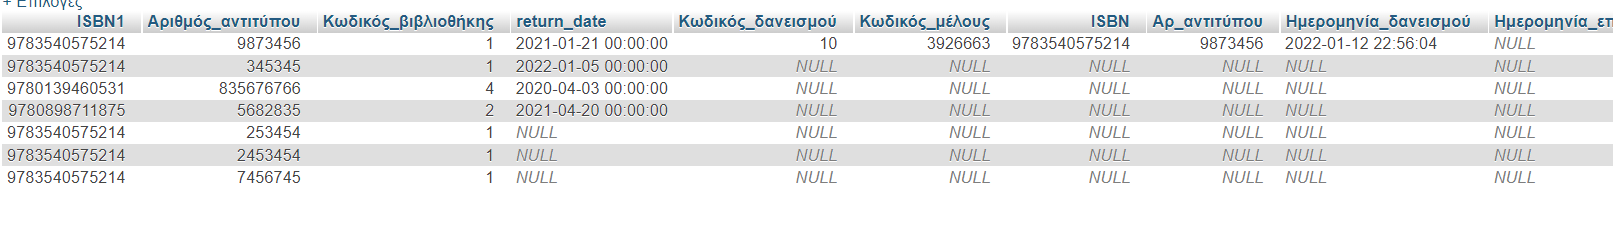 + Επιλογές
ISBN1 Αριθμός_αντιτύπου Κωδικός_βιβλιοθήκης return_date Κωδικός_δανεισμού Κωδικός_μέλους ISBN Αρ_αντιτύπου Ημερομηνία_δανεισμού Ημερομηνία_επ
9783540575214 9873456 1 2021-01-21 00:00:00 10 3926663 9783540575214 9873456 2022-01-12 22:56:04 NULL
9783540575214 345345 1 2022-01-05 00:00:00 NULL NULL NULL NULL NULL NULL
9780139460531 835676766 4 2020-04-03 00:00:00 NULL NULL NULL NULL NULL NULL
9780898711875 5682835 2 2021-04-20 00:00:00 NULL NULL NULL NULL NULL NULL
9783540575214 253454 1 NULL NULL NULL NULL NULL NULL NULL
9783540575214 2453454 1 NULL NULL NULL NULL NULL NULL NULL
9783540575214 7456745 1 NULL NULL NULL NULL NULL NULL NULL